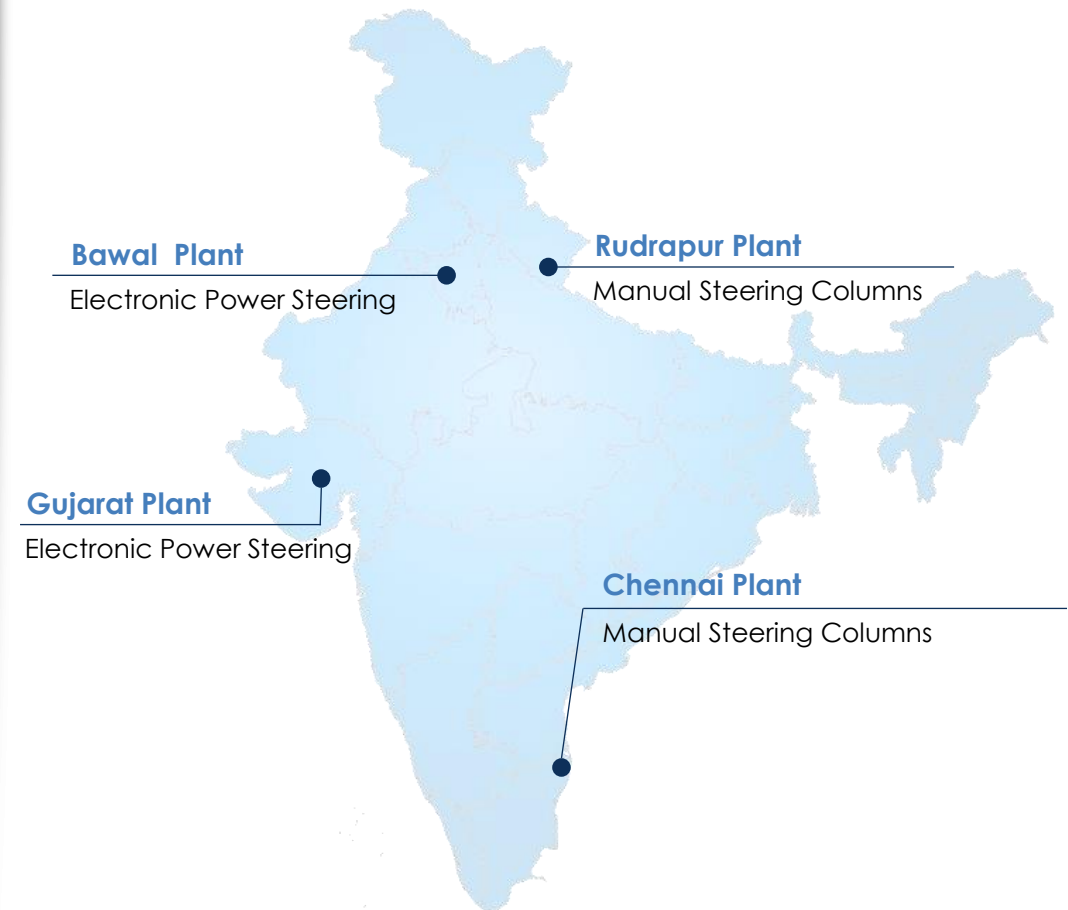 Bawal  Plant
Electronic Power Steering
Rudrapur Plant
Manual Steering Columns
Gujarat Plant
Electronic Power Steering
Chennai Plant
Manual Steering Columns